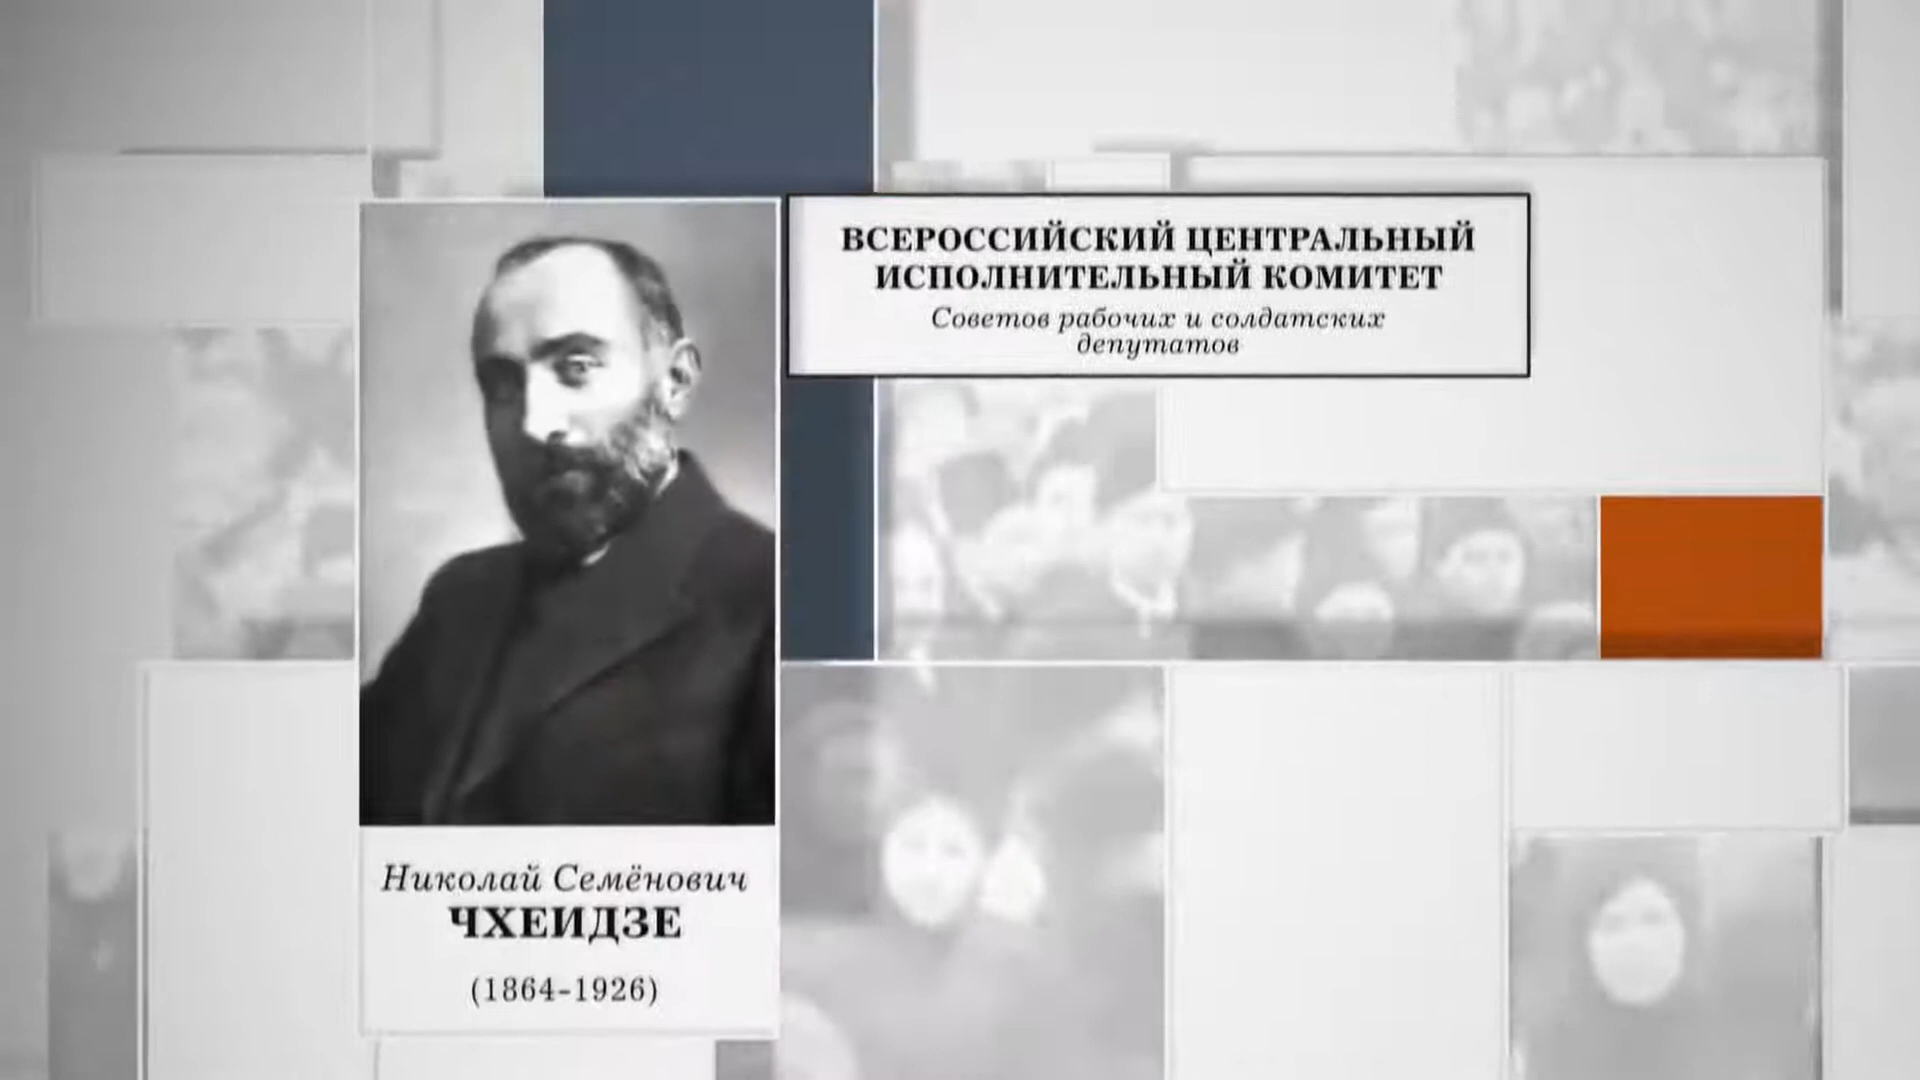 ВСЕРОССИЙСКИЙ ЦЕНТРАЛЬНЫЙ
ИСПОЛНИТЕЛЬНЫЙ КОМИТЕТ
Советов рабочих и солдатских
депутатов
Николай Семёнович
ЧХЕИДЗЕ
(1864-1926)